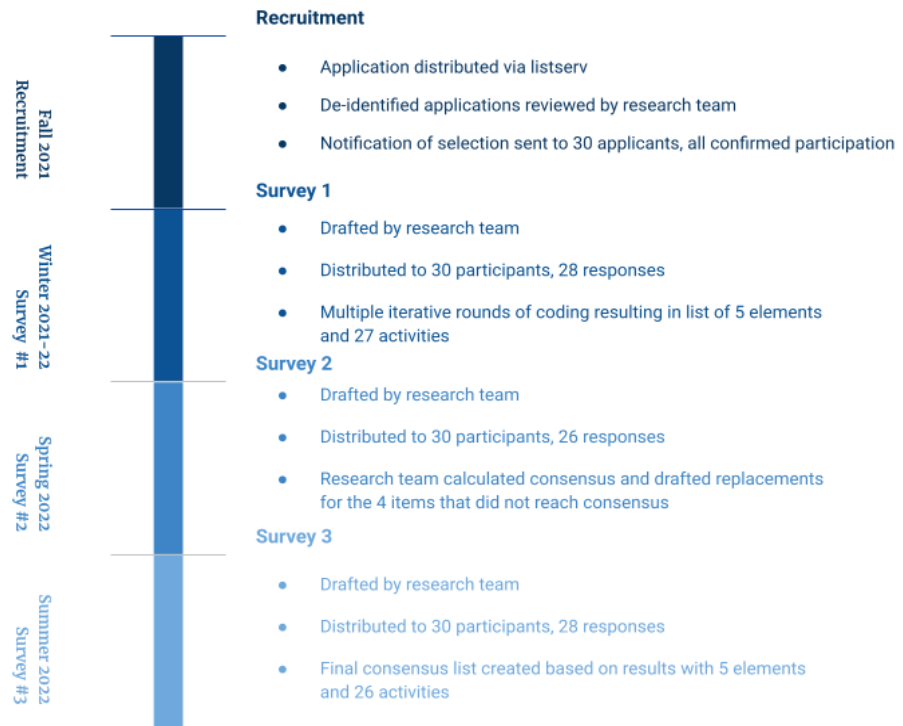 Recruitment
Fall 2021
Recruitment
● Application distributed via listserv
● De-identified applications reviewed by research team
● Notification of selection sent to 30 applicants, all confirmed participation
Survey 1
Winter 2021-22
Survey #1
● Drafted by research team
● Distributed to 30 participants, 28 responses
● Multiple iterative rounds of coding resulting in list of 5 elements
and 27 activities
Survey 2
Spring 2022
Survey #2
● Drafted by research team
● Distributed to 30 participants, 26 responses
● Research team calculated consensus and drafted replacements
for the 4 items that did not reach consensus
Survey 3
Summer 2022
Survey #3
● Drafted by research team
● Distributed to 30 participants, 28 responses
● Final consensus list created based on results with 5 elements
and 26 activities